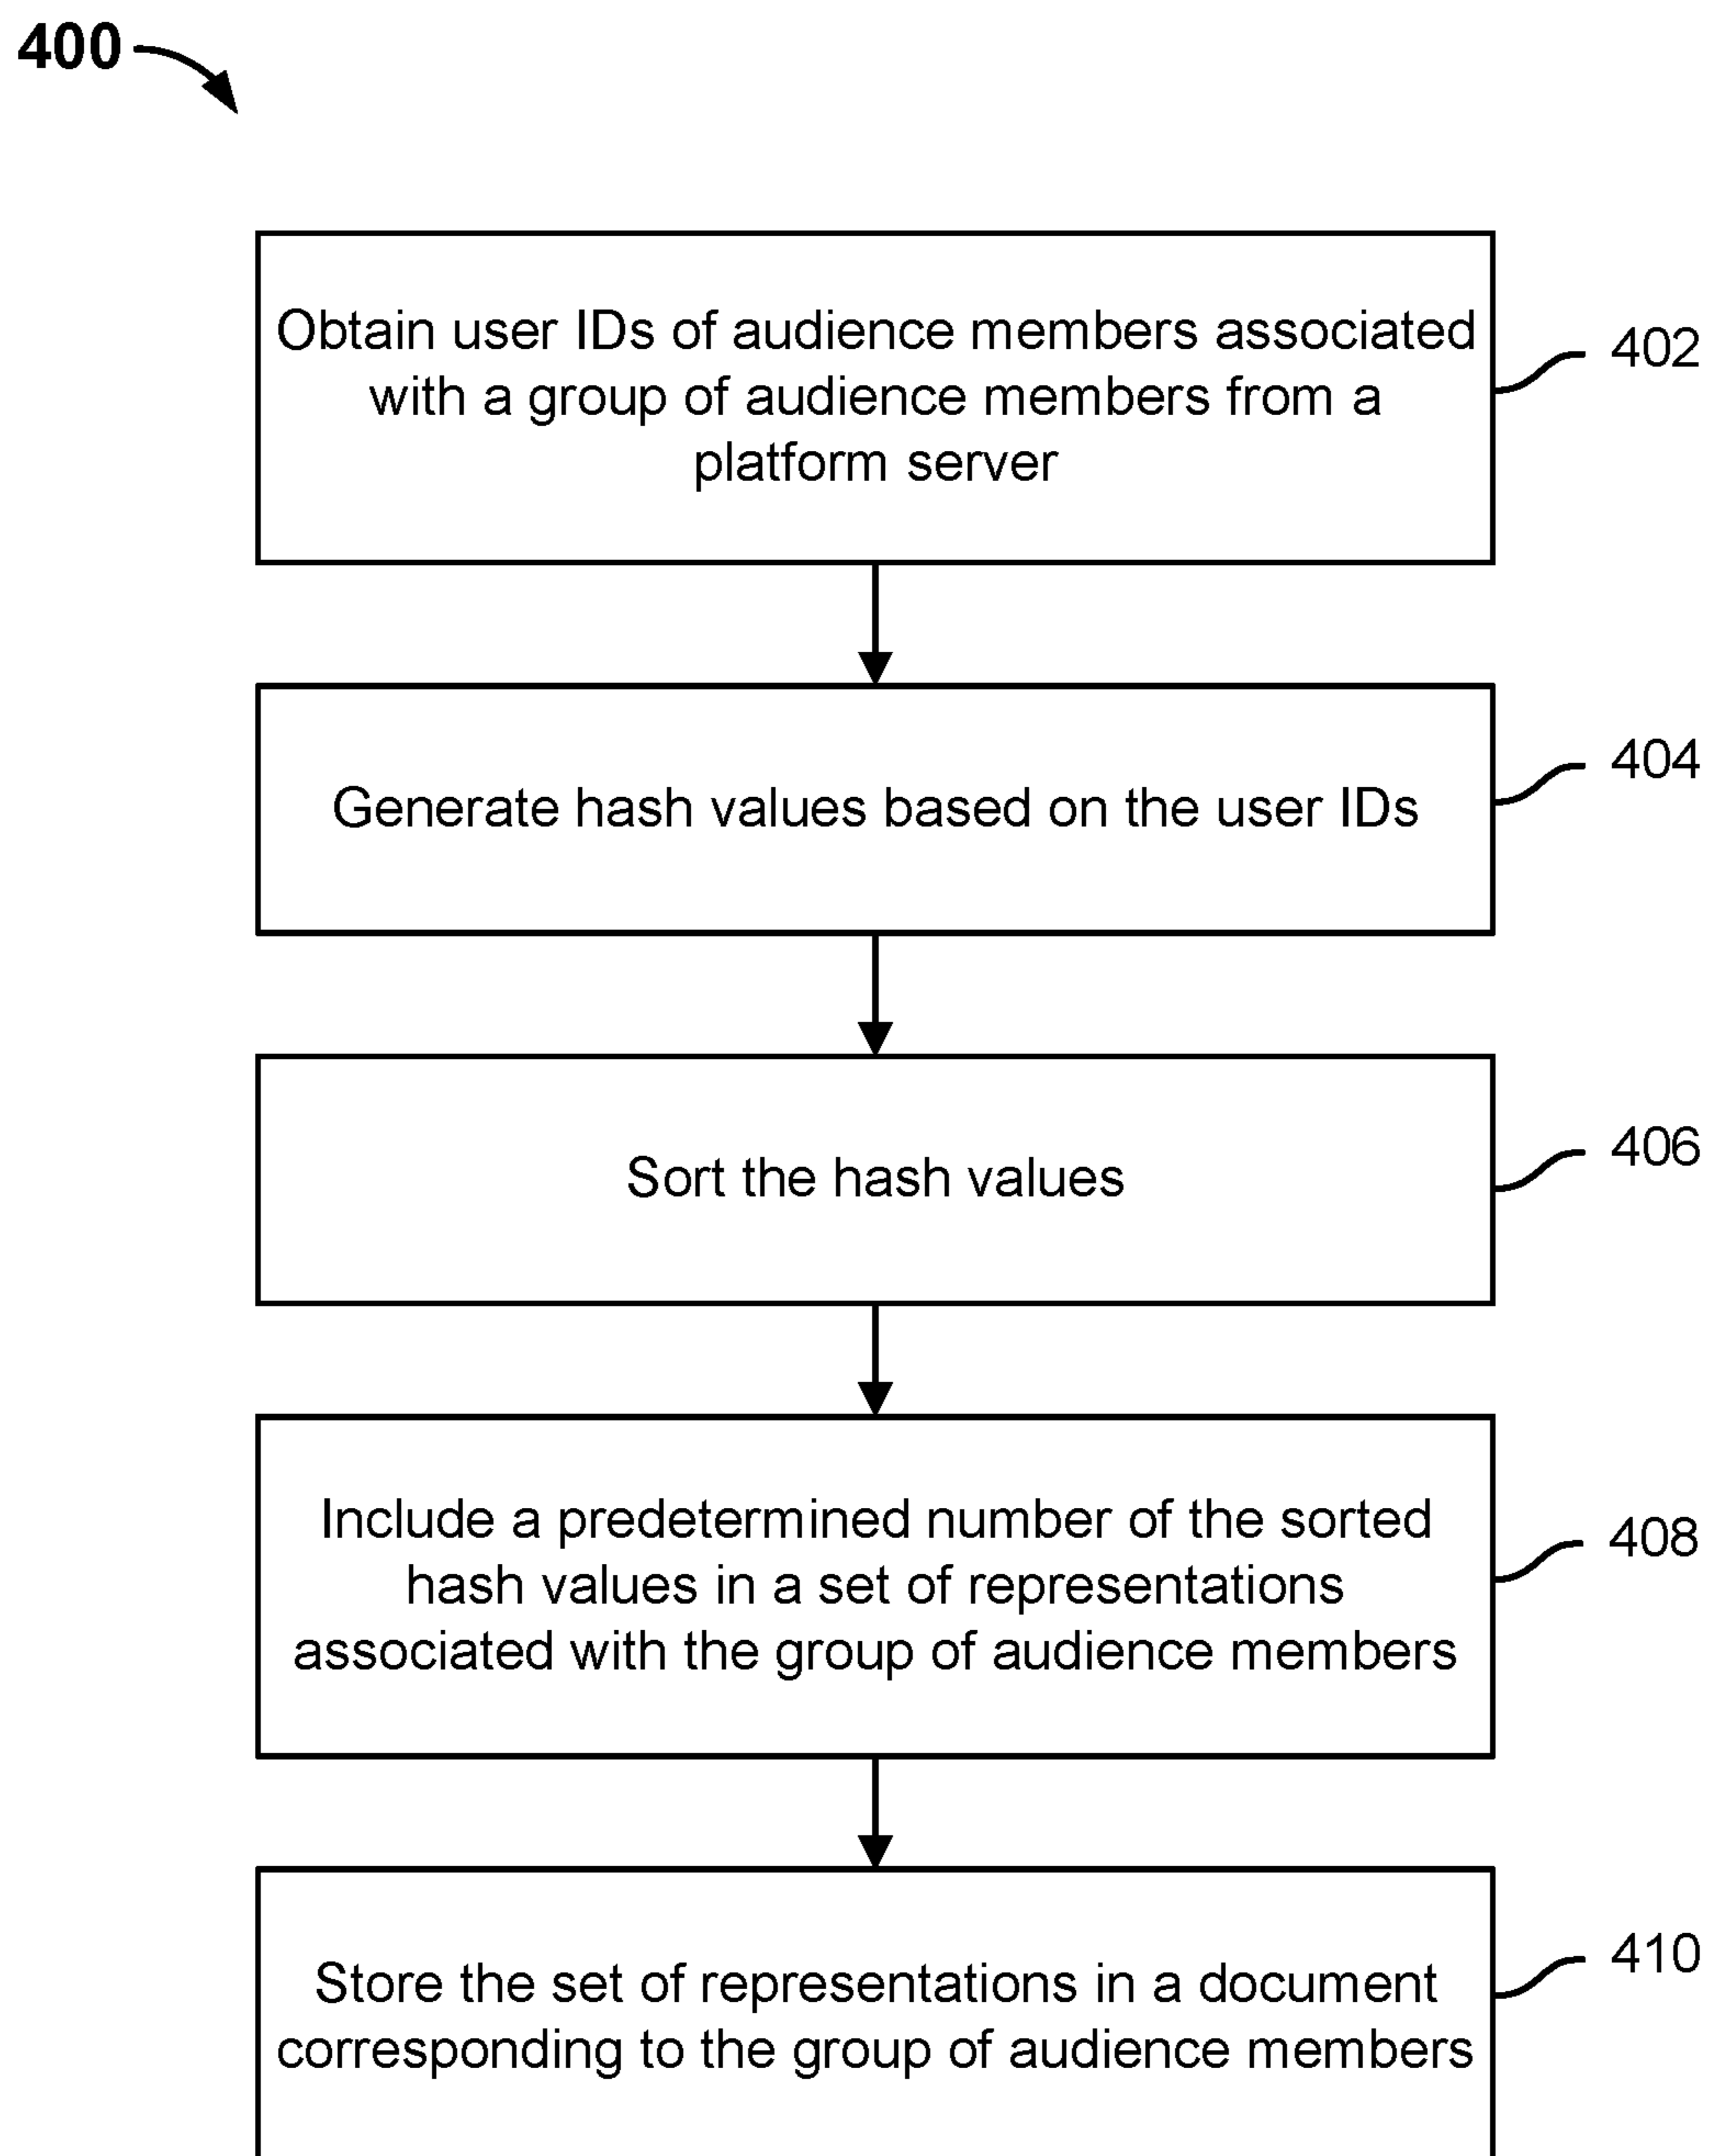 400
Obtain user IDs of audience members associated
with a group of audience members from a
platform server
402
Generate hash values based on the user IDs
404
Sort the hash values
406
Include a predetermined number of the sorted
hash values in a set of representations
associated with the group of audience members
408
Store the set of representations in a document
corresponding to the group of audience members
410